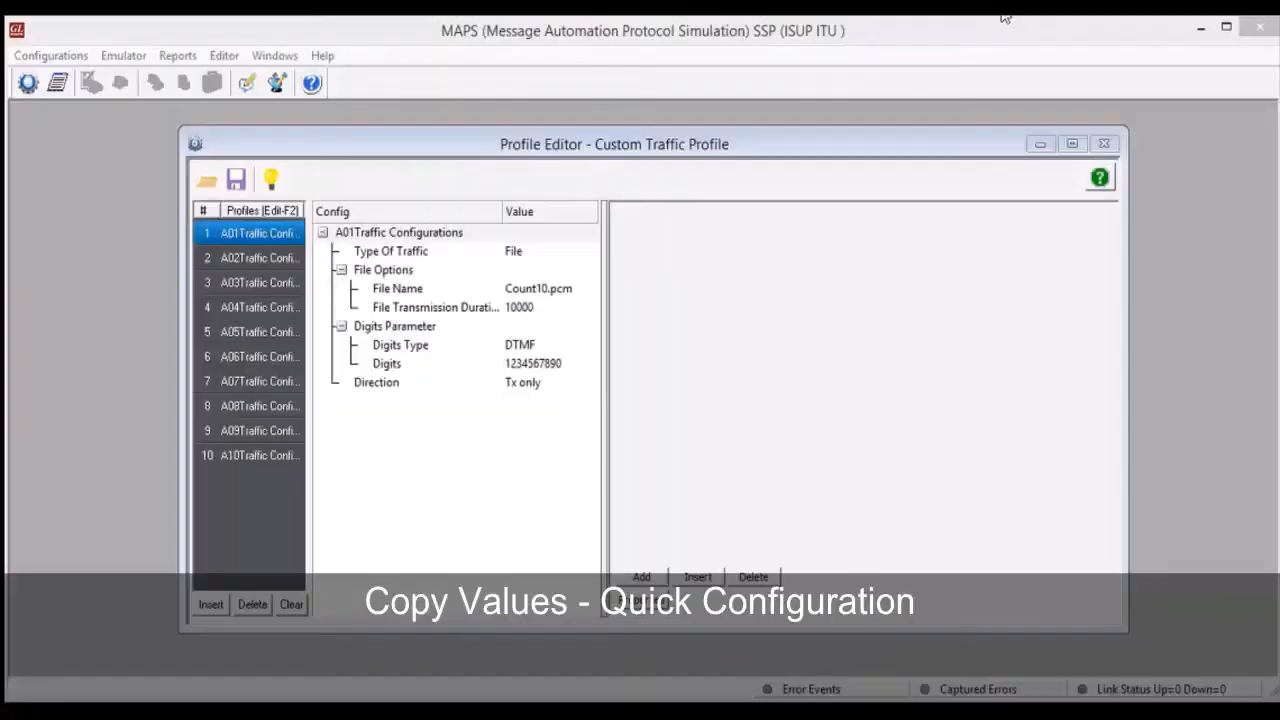 GL
MAPS (Message Automation Protocol Simulation) SSP (ISUP ITU )
Configurations Emulator Reports Editor Windows Help
Profile Editor - Custom Traffic Profile
# Profiles (Edit-F2) Config Value
1 A01Traffic Confi... A01Traffic Configurations
Type Of Traffic File
2 A02Traffic Confi... File Options
3 A03Traffic Confi... File Name Count10.pcm
4 A04Traffic Confi... File Transmission Durati... 10000
5 A05Traffic Confi... Digits Parameter
6 A06Traffic Confi... Digits Type DTMF
Digits 1234567890
7 A07Traffic Confi... Direction Tx only
8 A08Traffic Confi...
9 A09Traffic Confi...
10 A10Traffic Confi...
Add Insert Delete
Insert Delete Clear
Copy Values - Quick Configuration
Error Events Captured Errors Link Status Up=0 Down=0